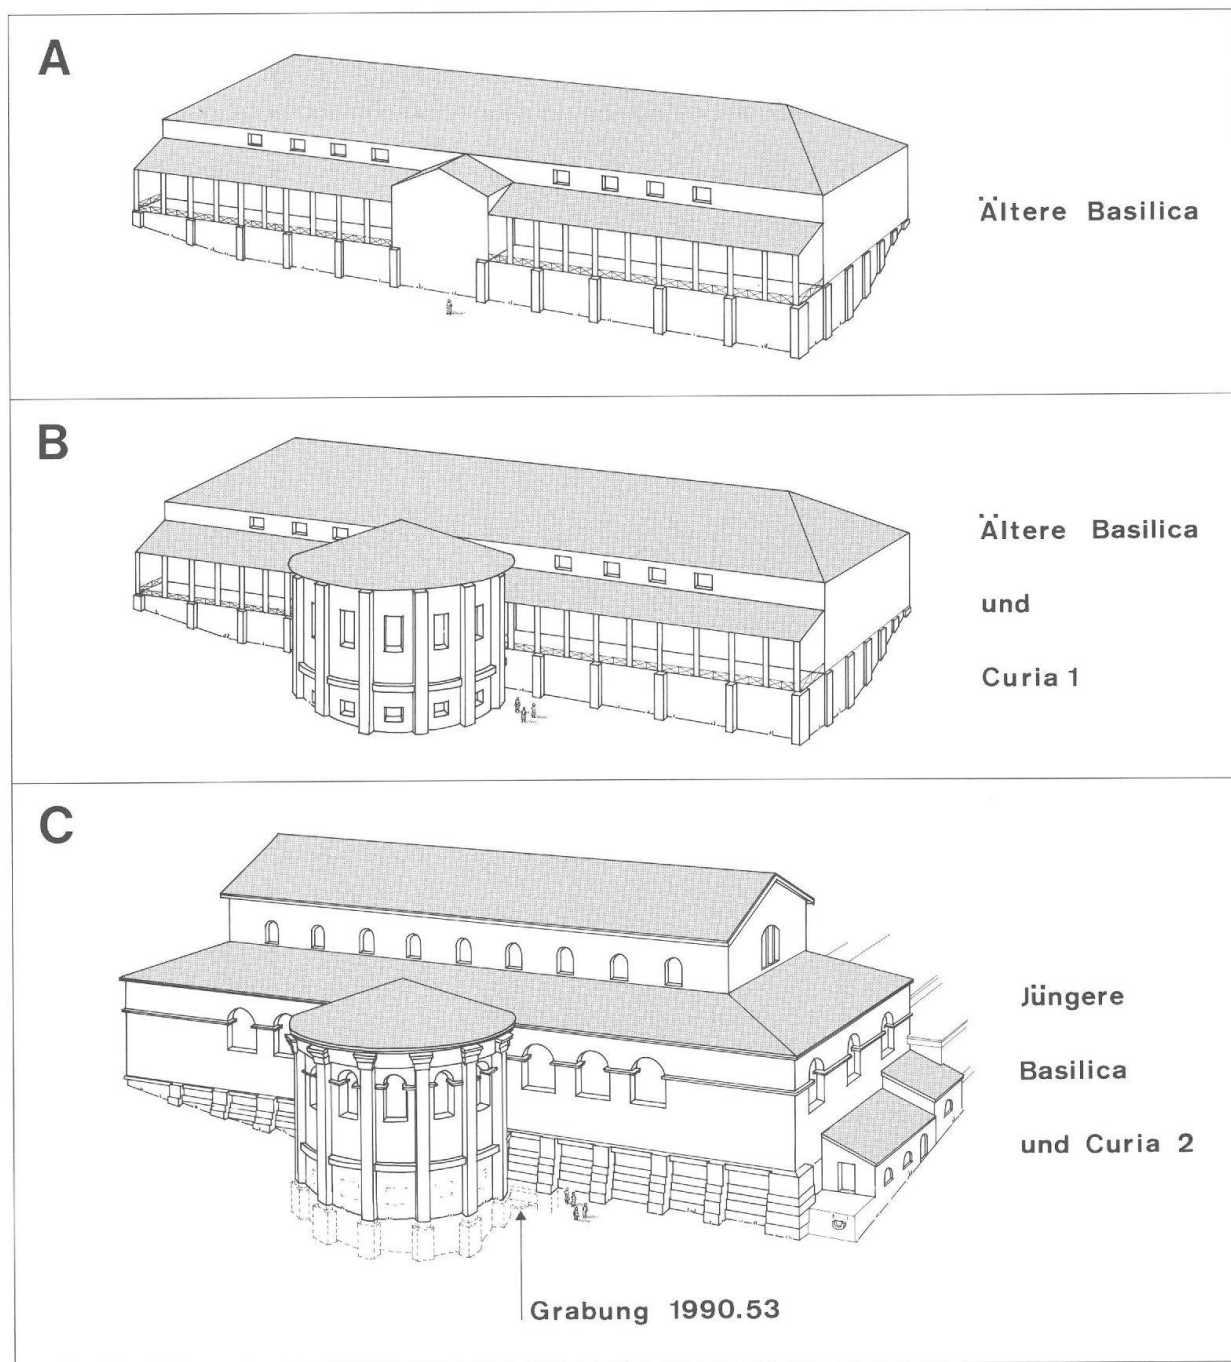 A
Ältere Basilica
B
Ältere Basilica
und
Curia 1
C
Jüngere
Basilica
und Curia 2
Grabung 1990.53